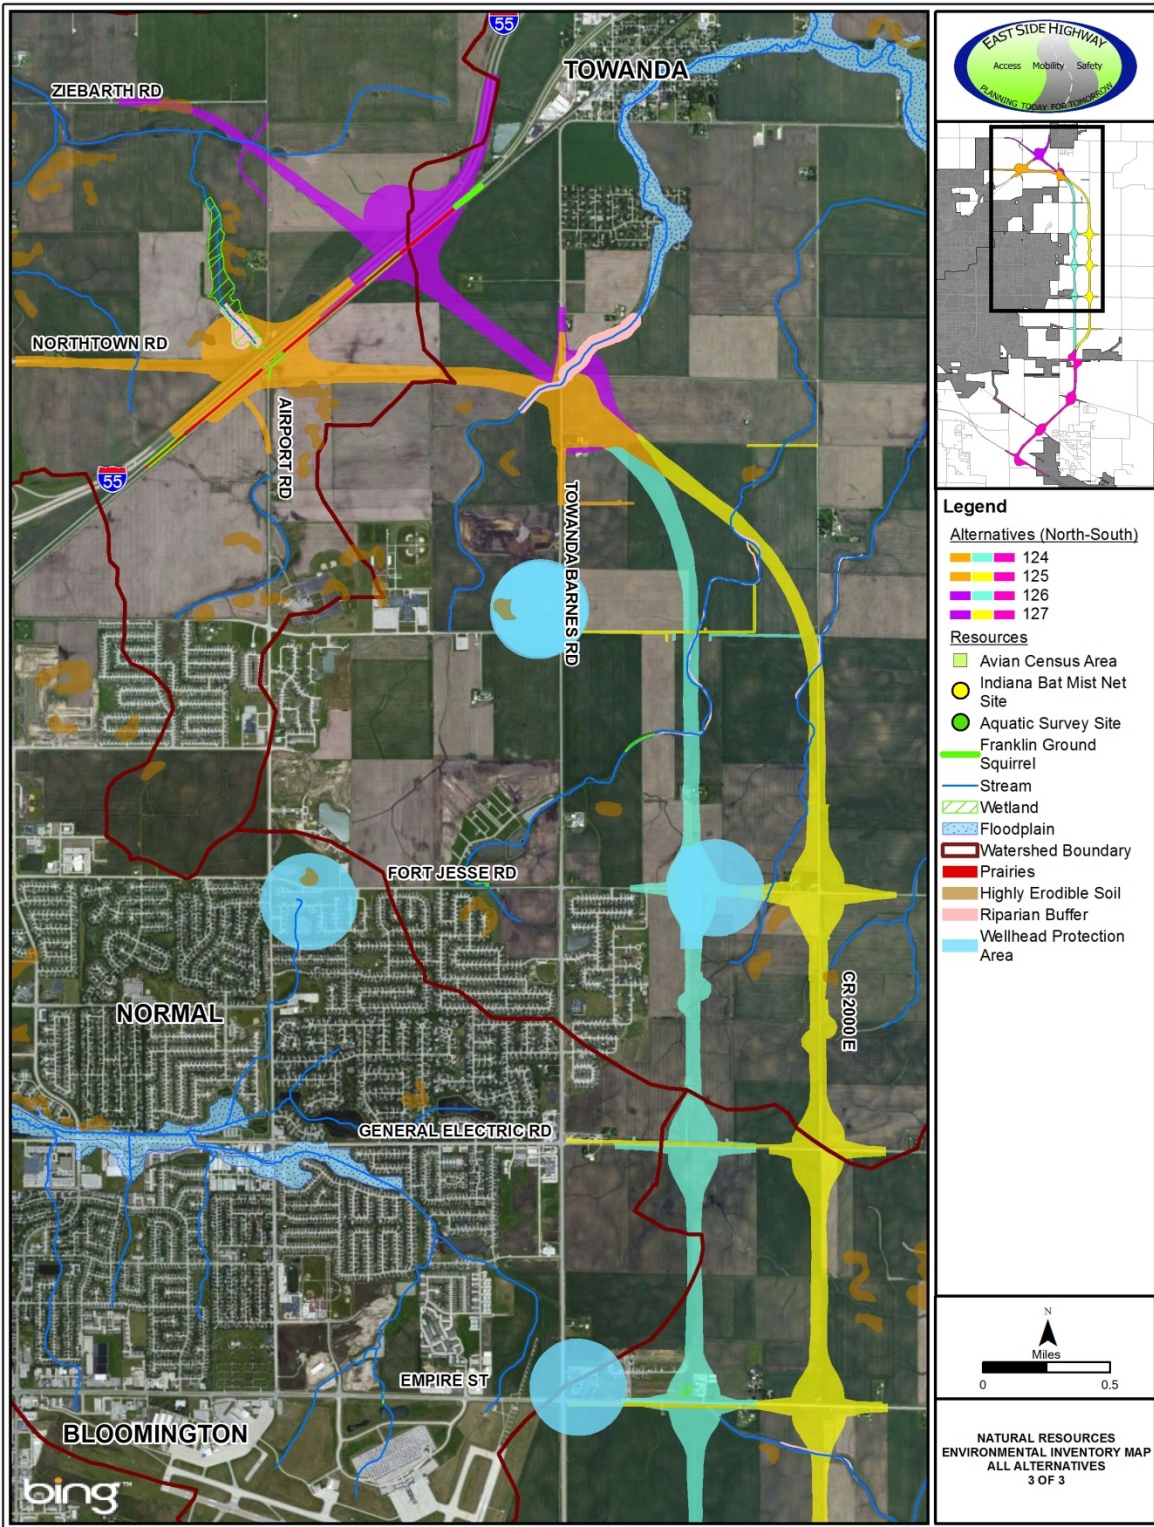 55
TOWANDA
ZIEBARTH RD
NORTHTOWN RD
AIRPORT RD
55
TOWANDA BARNES RD
FORT JESSE RD
NORMAL
CR 2000 E
GENERAL ELECTRIC RD
EMPIRE ST
BLOOMINGTON
bing™
EAST SIDE HIGHWAY
Access Mobility Safety
PLANNING TODAY FOR TOMORROW
Legend
Alternatives (North-South)
124
125
126
127
Resources
Avian Census Area
Indiana Bat Mist Net
Site
Aquatic Survey Site
Franklin Ground
Squirrel
Stream
Wetland
Floodplain
Watershed Boundary
Prairies
Highly Erodible Soil
Riparian Buffer
Wellhead Protection
Area
N
Miles
0 0.5
NATURAL RESOURCES
ENVIRONMENTAL INVENTORY MAP
ALL ALTERNATIVES
3 OF 3